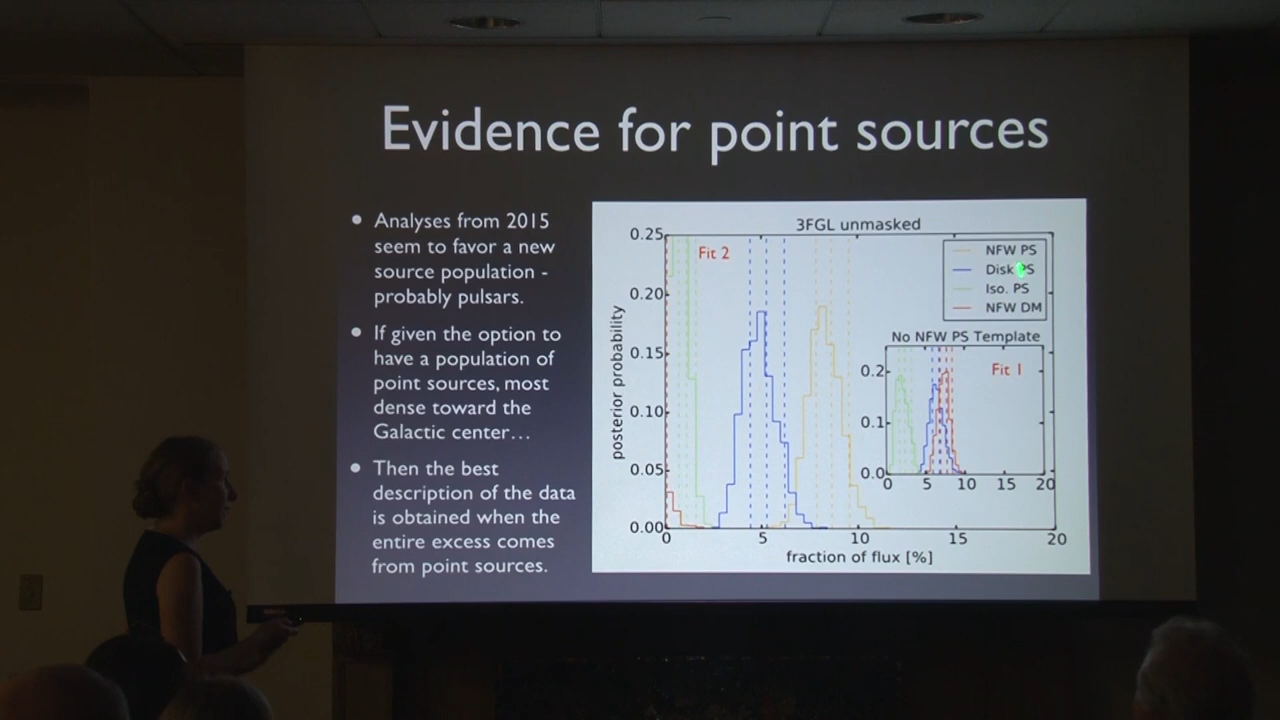 Evidence for point sources
• Analyses from 2015
seem to favor a new
source population -
probably pulsars.
• If given the option to
have a population of
point sources, most
dense toward the
Galactic center...
• Then the best
description of the data
is obtained when the
entire excess comes
from point sources.
3FGL unmasked
Fit 2
NFW PS
Disk PS
Iso. PS
NFW DM
No NFW PS Template
Fit 1
0.2
0.1
0.0
0 5 10 15 20
posterior probability
0.25
0.20
0.15
0.10
0.05
0.00
0 5 10 15 20
fraction of flux [%]